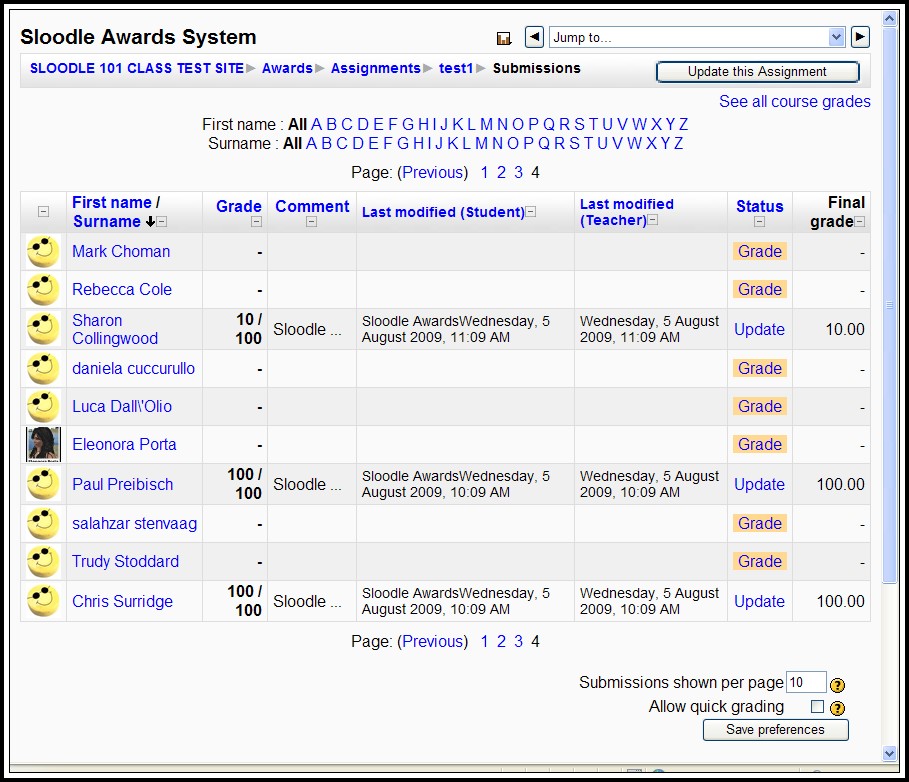 Sloodle Awards System
Jump to...
SLOODLE 101 CLASS TEST SITE Awards Assignments test1 Submissions
Update this Assignment
See all course grades
First name : All A B C D E F G H I J K L M N O P Q R S T U V W X Y Z
Surname : All A B C D E F G H I J K L M N O P Q R S T U V W X Y Z
Page: (Previous) 1 2 3 4
First name / Surname Grade Comment Last modified (Student) Last modified (Teacher) Status Final grade
Mark Choman - Grade -
Rebecca Cole - Grade -
Sharon Collingwood 10 / 100 Sloodle ... Sloodle AwardsWednesday, 5 August 2009, 11:09 AM Wednesday, 5 August 2009, 11:09 AM Update 10.00
daniela cuccurullo - Grade -
Luca Dall\'Olio - Grade -
Eleonora Porta - Grade -
Paul Preibisch 100 / 100 Sloodle ... Sloodle AwardsWednesday, 5 August 2009, 10:09 AM Wednesday, 5 August 2009, 10:09 AM Update 100.00
salahzar stenvaag - Grade -
Trudy Stoddard - Grade -
Chris Surridge 100 / 100 Sloodle ... Sloodle AwardsWednesday, 5 August 2009, 10:09 AM Wednesday, 5 August 2009, 10:09 AM Update 100.00
Page: (Previous) 1 2 3 4
Submissions shown per page 10 ?
Allow quick grading ?
Save preferences